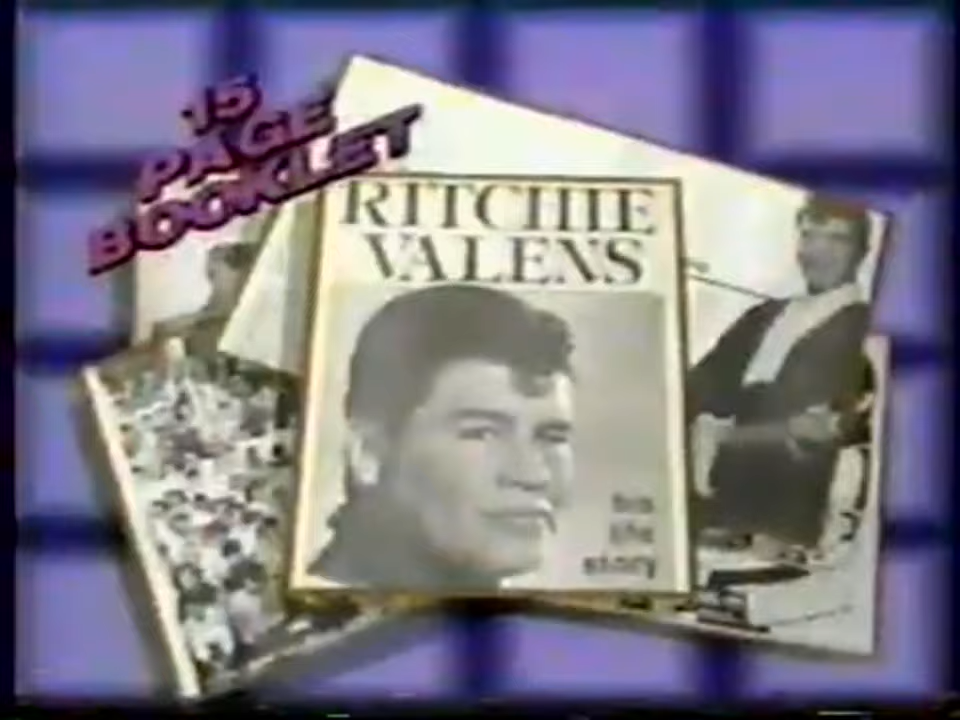 15
PAGE
BOOKLET
RITCHIE
VALENS
his
life
story